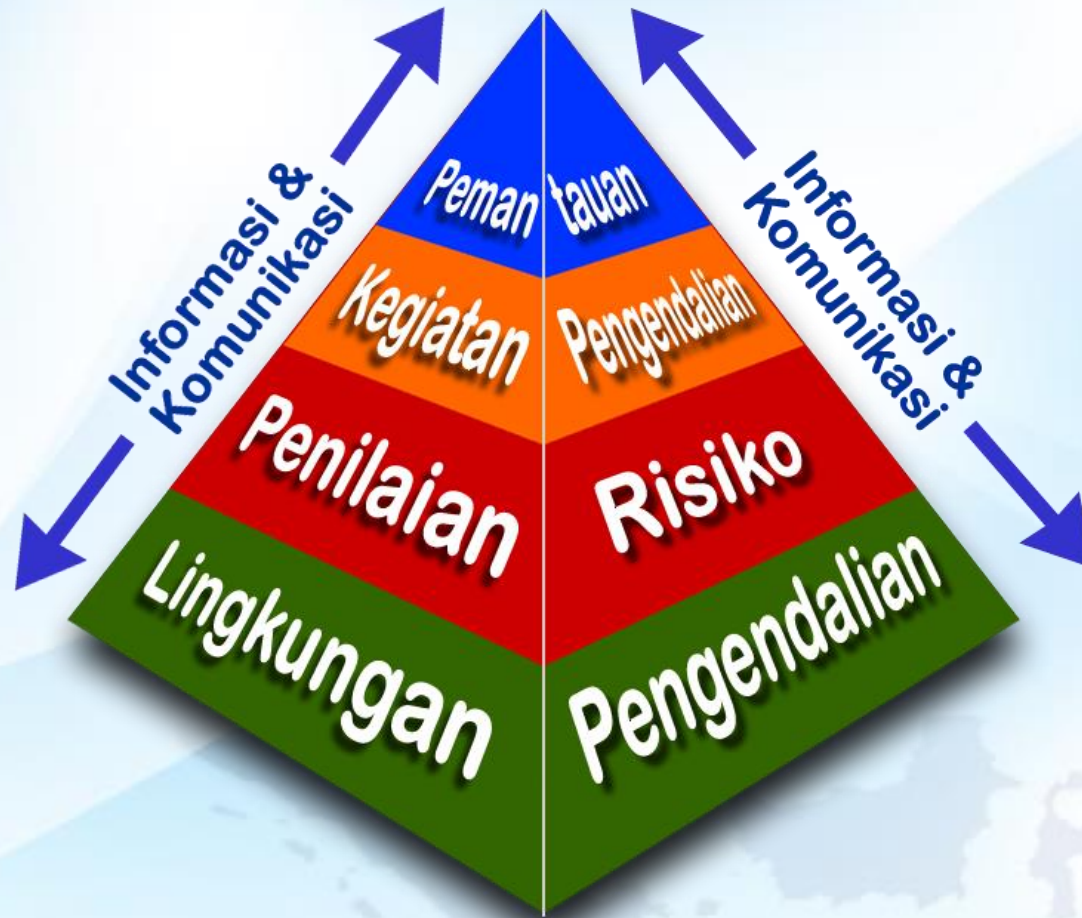 Peman tauan
Kegiatan Pengendalian
Penilaian Risiko
Lingkungan Pengendalian
Informasi &
Komunikasi
Informasi &
Komunikasi